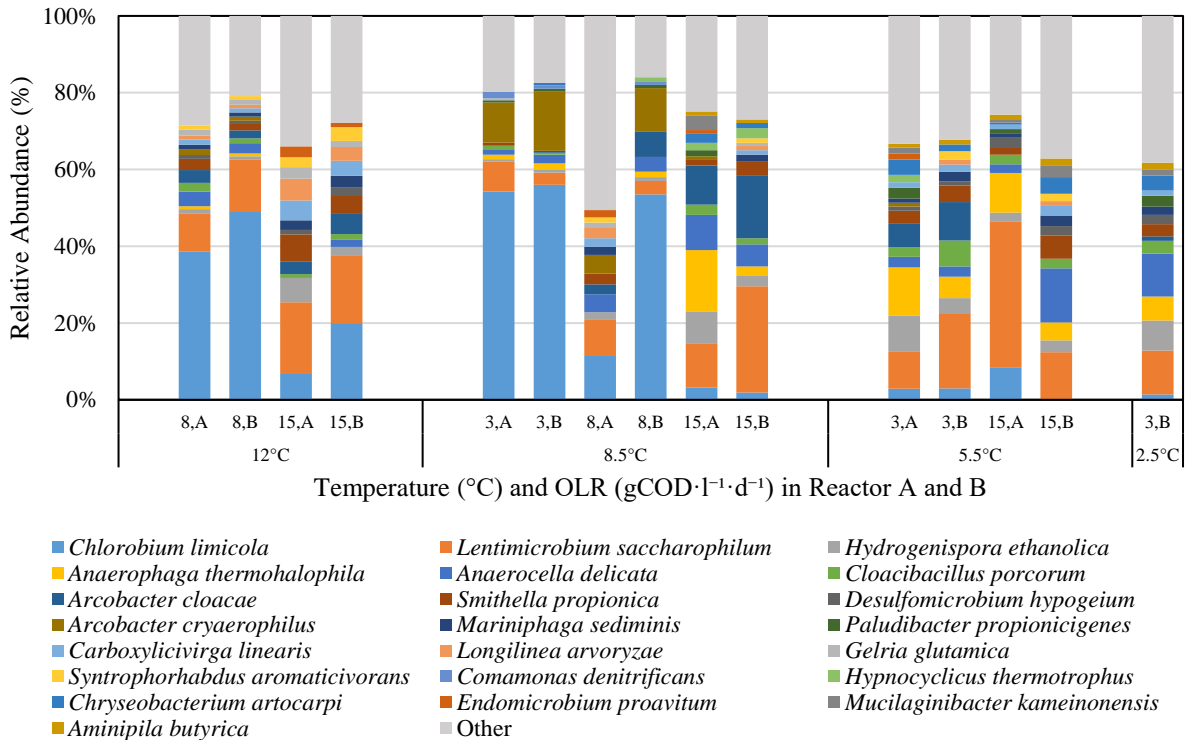 100%
80%
60%
40%
20%
0%
Relative Abundance (%)
8,A 8,B 15,A 15,B 3,A 3,B 8,A 8,B 15,A 15,B 3,A 3,B 15,A 15,B 3,B
12°C 8.5°C 5.5°C 2.5°C
Temperature (°C) and OLR (gCOD·l⁻¹·d⁻¹) in Reactor A and B
Chlorobium limicola Lentimicrobium saccharophilum Hydrogenispora ethanolica
Anaerophaga thermohalophila Anaerocella delicata Cloacibacillus porcorum
Arcobacter cloacae Smithella propionica Desulfomicrobium hypogeium
Arcobacter cryaerophilus Mariniphaga sediminis Paludibacter propionicigenes
Carboxylicivirga linearis Longilinea arvoryzae Gelria glutamica
Syntrophorhabdus aromaticivorans Comamonas denitrificans Hypnocyclicus thermotrophus
Chryseobacterium artocarpi Endomicrobium proavitum Mucilaginibacter kameinonensis
Aminipila butyrica Other